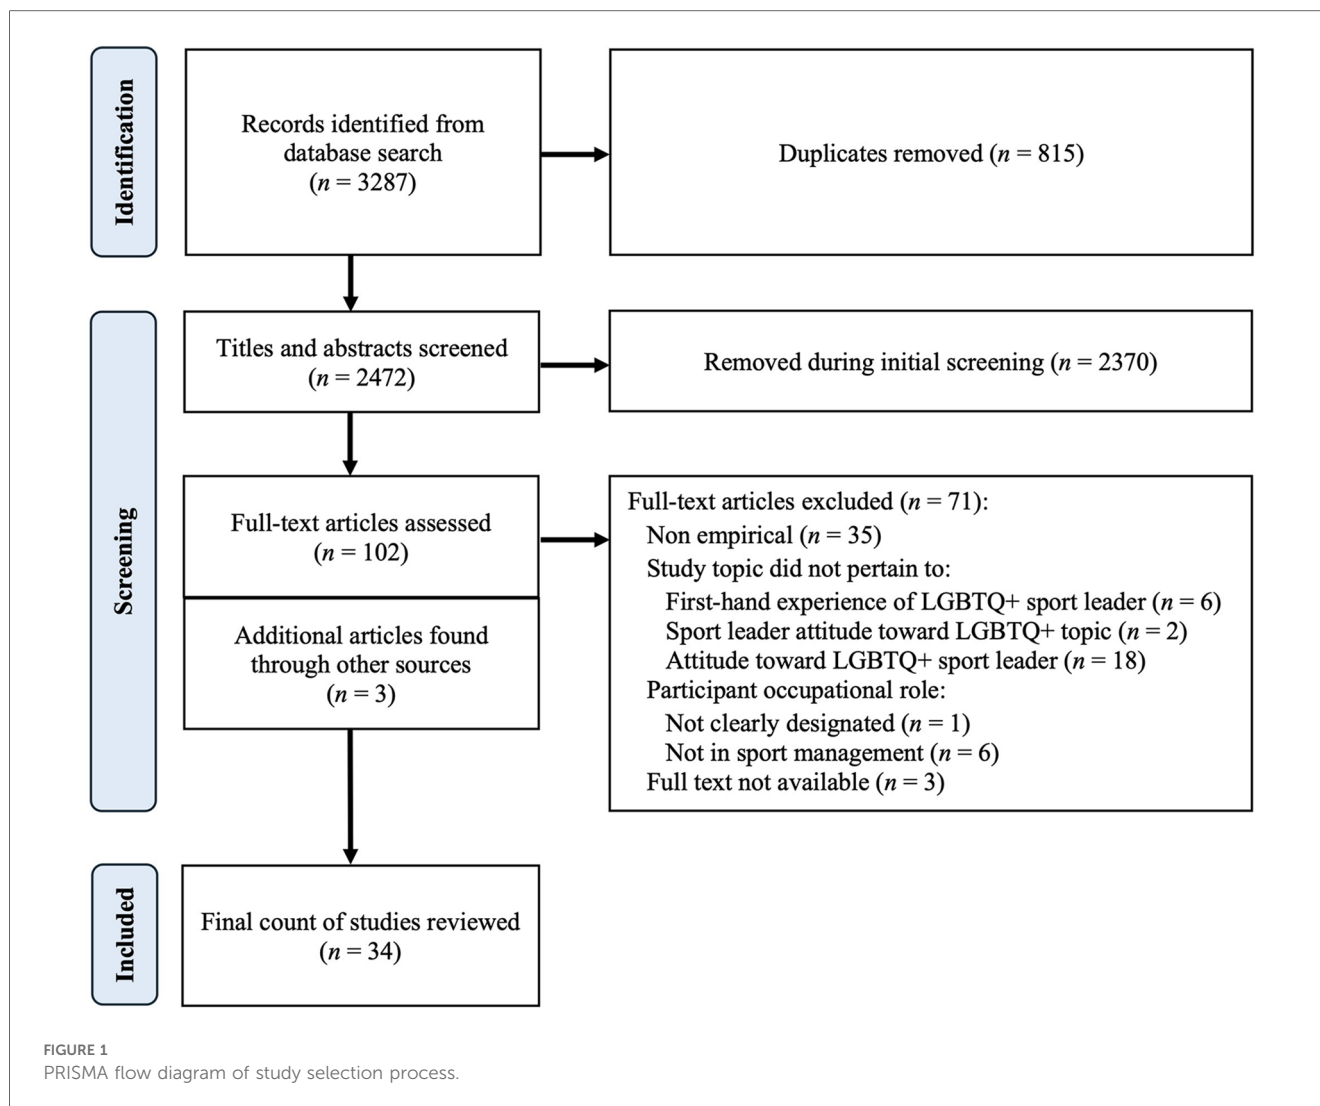 Identification
Records identified from
database search
(n = 3287)
Duplicates removed (n = 815)
Screening
Titles and abstracts screened
(n = 2472)
Removed during initial screening (n = 2370)
Full-text articles assessed
(n = 102)
Additional articles found
through other sources
(n = 3)
Full-text articles excluded (n = 71):
Non empirical (n = 35)
Study topic did not pertain to:
First-hand experience of LGBTQ+ sport leader (n = 6)
Sport leader attitude toward LGBTQ+ topic (n = 2)
Attitude toward LGBTQ+ sport leader (n = 18)
Participant occupational role:
Not clearly designated (n = 1)
Not in sport management (n = 6)
Full text not available (n = 3)
Included
Final count of studies reviewed
(n = 34)
FIGURE 1
PRISMA flow diagram of study selection process.